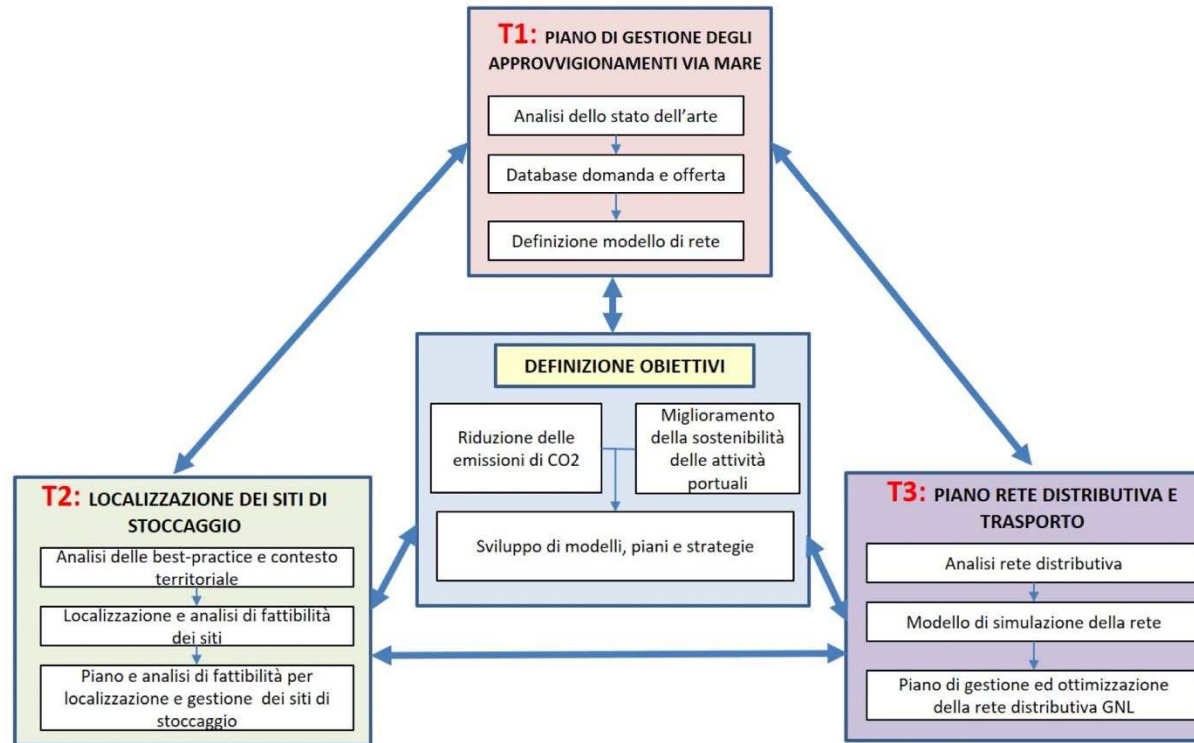 T1: PIANO DI GESTIONE DEGLI
APPROVVIGIONAMENTI VIA MARE
Analisi dello stato dell'arte
Database domanda e offerta
Definizione modello di rete
DEFINIZIONE OBIETTIVI
Riduzione delle
emissioni di CO2
Miglioramento
della sostenibilità
delle attività
portuali
Sviluppo di modelli, piani e strategie
T2: LOCALIZZAZIONE DEI SITI DI
STOCCAGGIO
Analisi delle best-practice e contesto
territoriale
Localizzazione e analisi di fattibilità
dei siti
Piano e analisi di fattibilità per
localizzazione e gestione dei siti di
stoccaggio
T3: PIANO RETE DISTRIBUTIVA E
TRASPORTO
Analisi rete distributiva
Modello di simulazione della rete
Piano di gestione ed ottimizzazione
della rete distributiva GNL